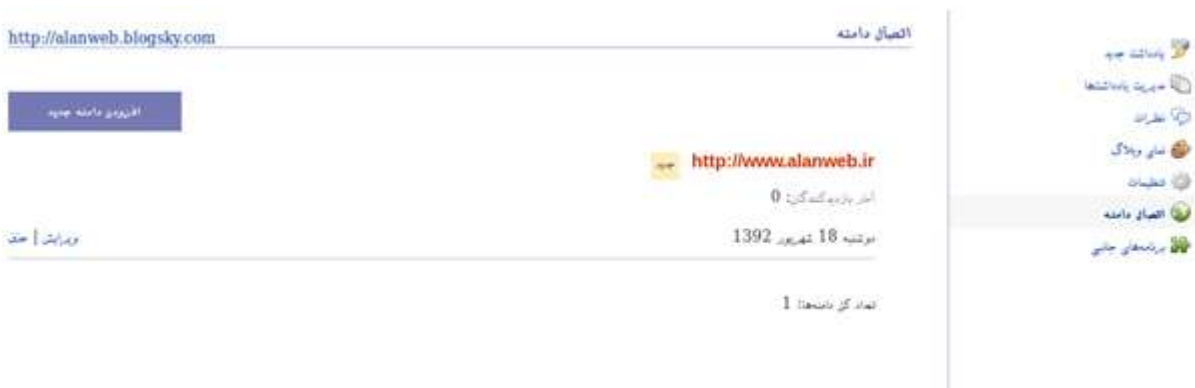 اتصال دامنه
http://alanweb.blogsky.com
افزودن دامنه جدید
http://www.alanweb.ir جدید
آمار بازدیدکنندگان: 0
دوشنبه 18 شهریور 1392
ویرایش | حذف
تعداد کل دامنه‌ها: 1
یادداشت جدید
مدیریت یادداشتها
نظرات
نمای وبلاگ
تنظیمات
اتصال دامنه
برنامه‌های جانبی